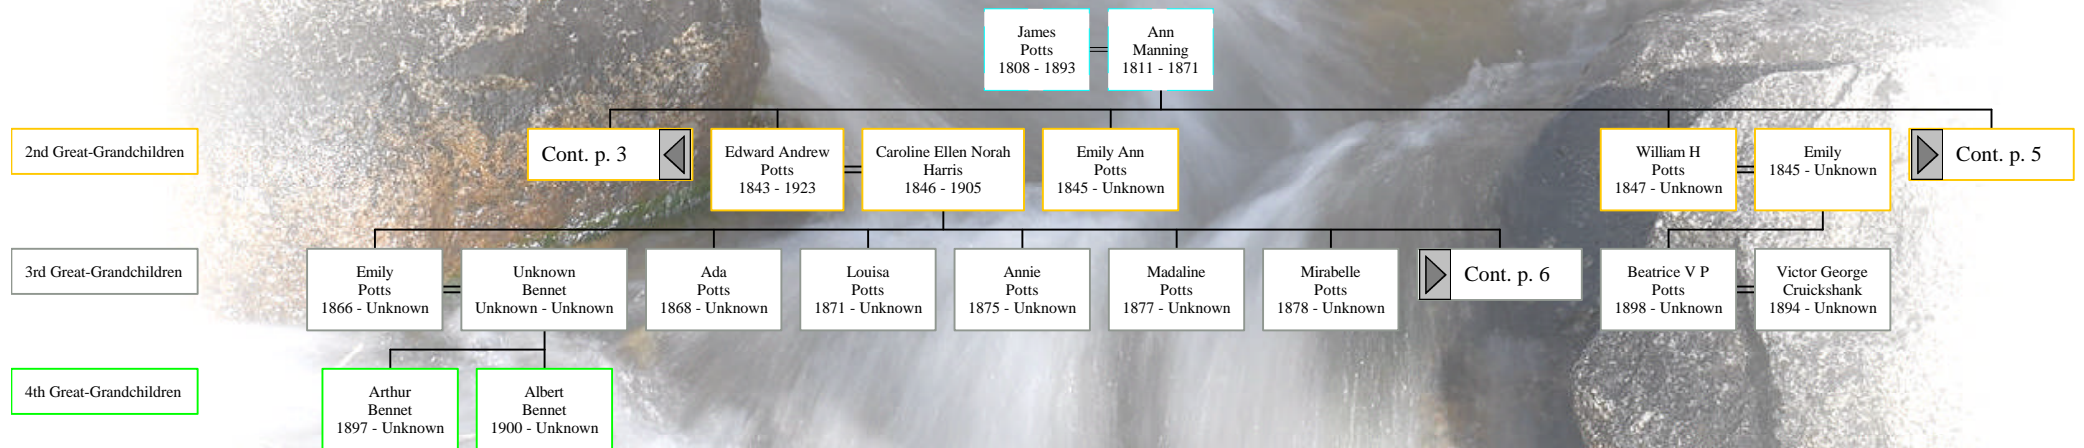 James
Potts
1808 - 1893
Ann
Manning
1811 - 1871
2nd Great-Grandchildren
Cont. p. 3
Edward Andrew
Potts
1843 - 1923
Caroline Ellen Norah
Harris
1846 - 1905
Emily Ann
Potts
1845 - Unknown
William H
Potts
1847 - Unknown
Emily
1845 - Unknown
Cont. p. 5
3rd Great-Grandchildren
Emily
Potts
1866 - Unknown
Unknown
Bennet
Unknown - Unknown
Ada
Potts
1868 - Unknown
Louisa
Potts
1871 - Unknown
Annie
Potts
1875 - Unknown
Madaline
Potts
1877 - Unknown
Mirabelle
Potts
1878 - Unknown
Cont. p. 6
Beatrice V P
Potts
1898 - Unknown
Victor George
Cruickshank
1894 - Unknown
4th Great-Grandchildren
Arthur
Bennet
1897 - Unknown
Albert
Bennet
1900 - Unknown